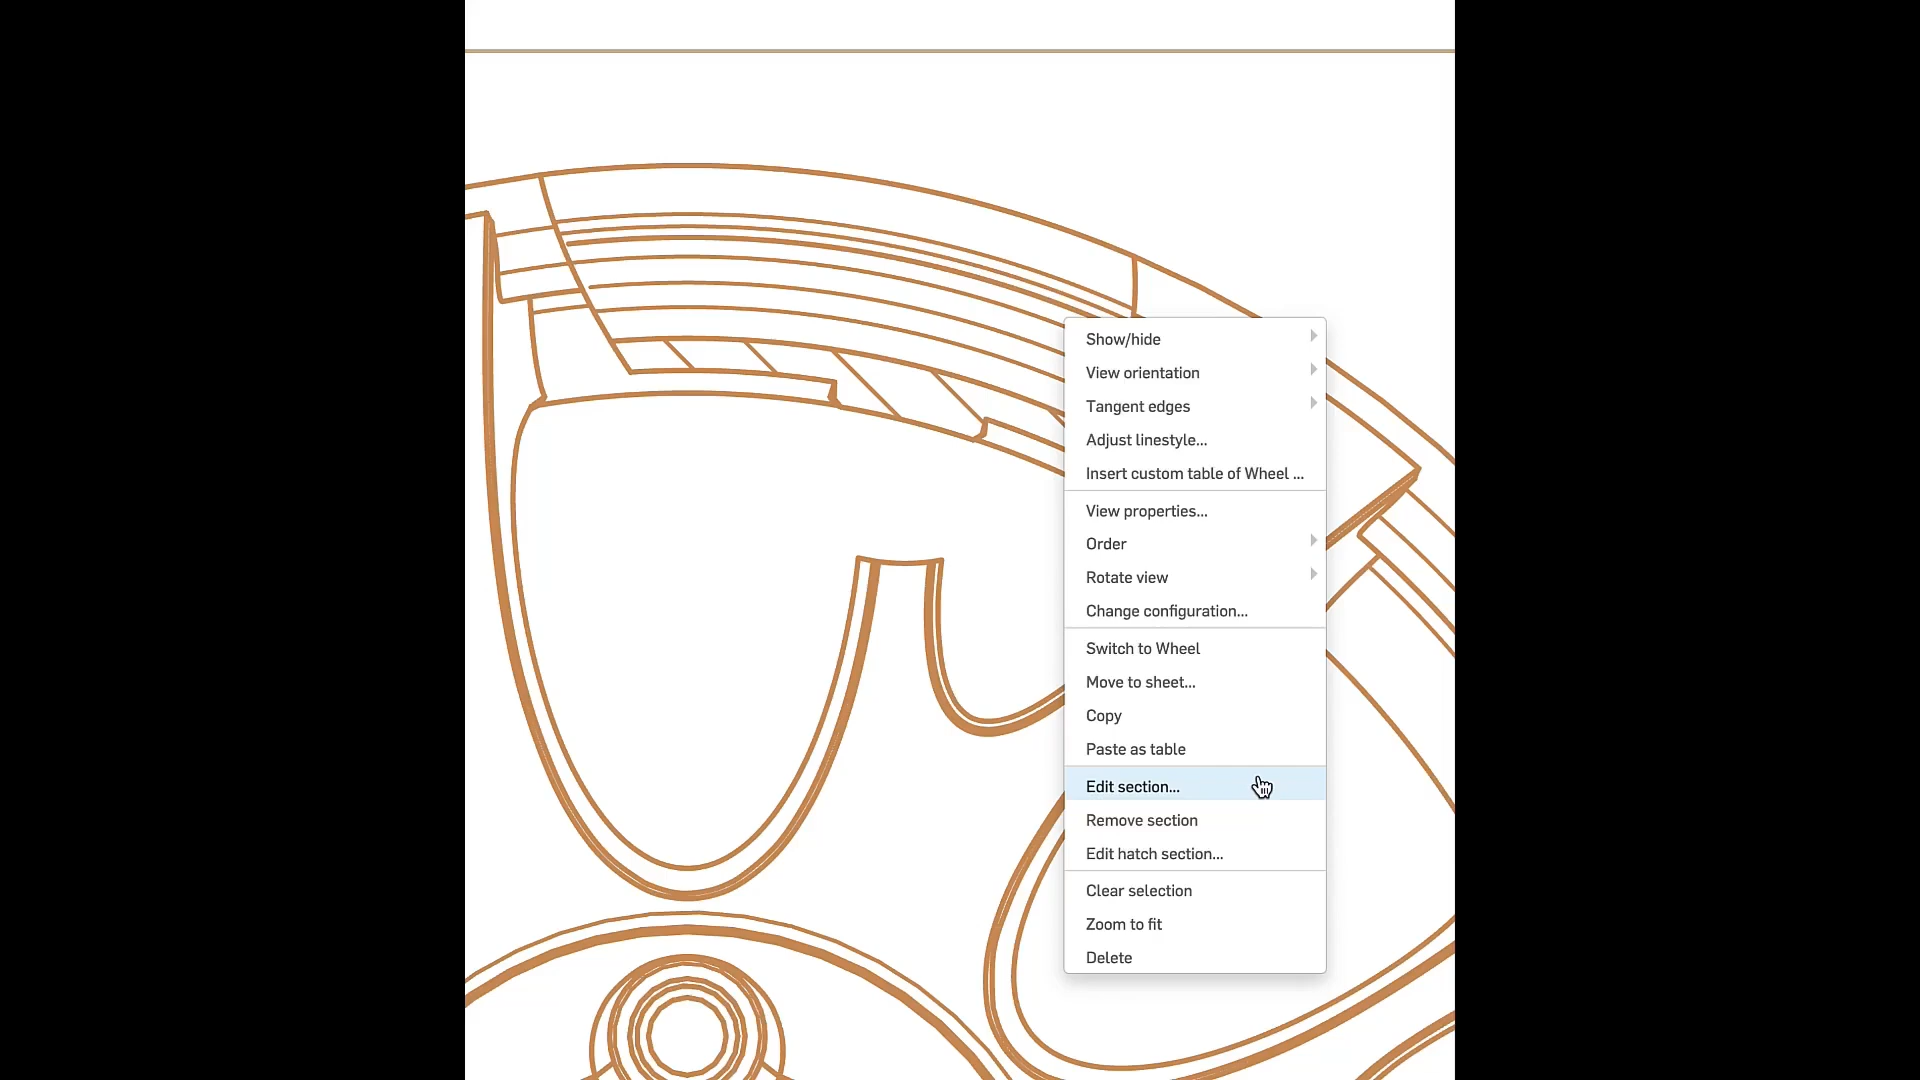 Show/hide
View orientation
Tangent edges
Adjust linestyle...
Insert custom table of Wheel ...
View properties...
Order
Rotate view
Change configuration...
Switch to Wheel
Move to sheet...
Copy
Paste as table
Edit section...
Remove section
Edit hatch section...
Clear selection
Zoom to fit
Delete